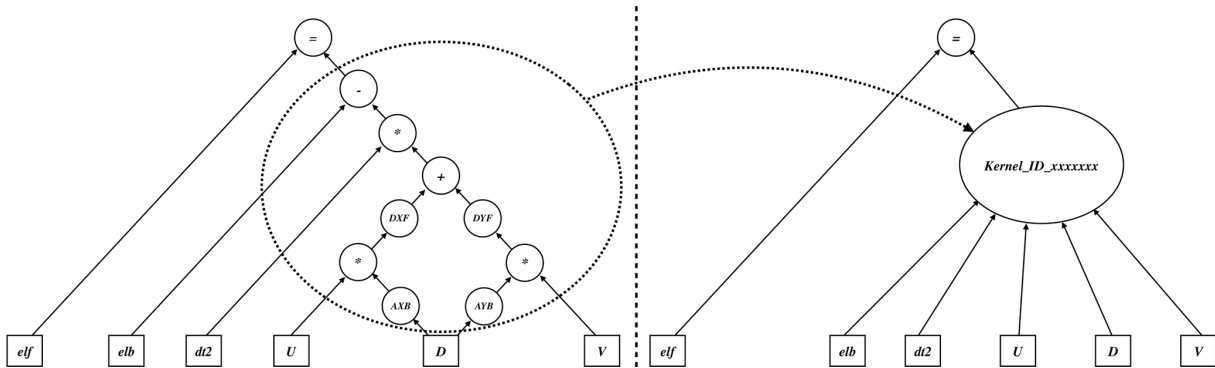 =
-
*
+
DXF DYF
* *
AXB AYB
elf elb dt2 U D V
=
Kernel_ID_xxxxxxx
elf elb dt2 U D V